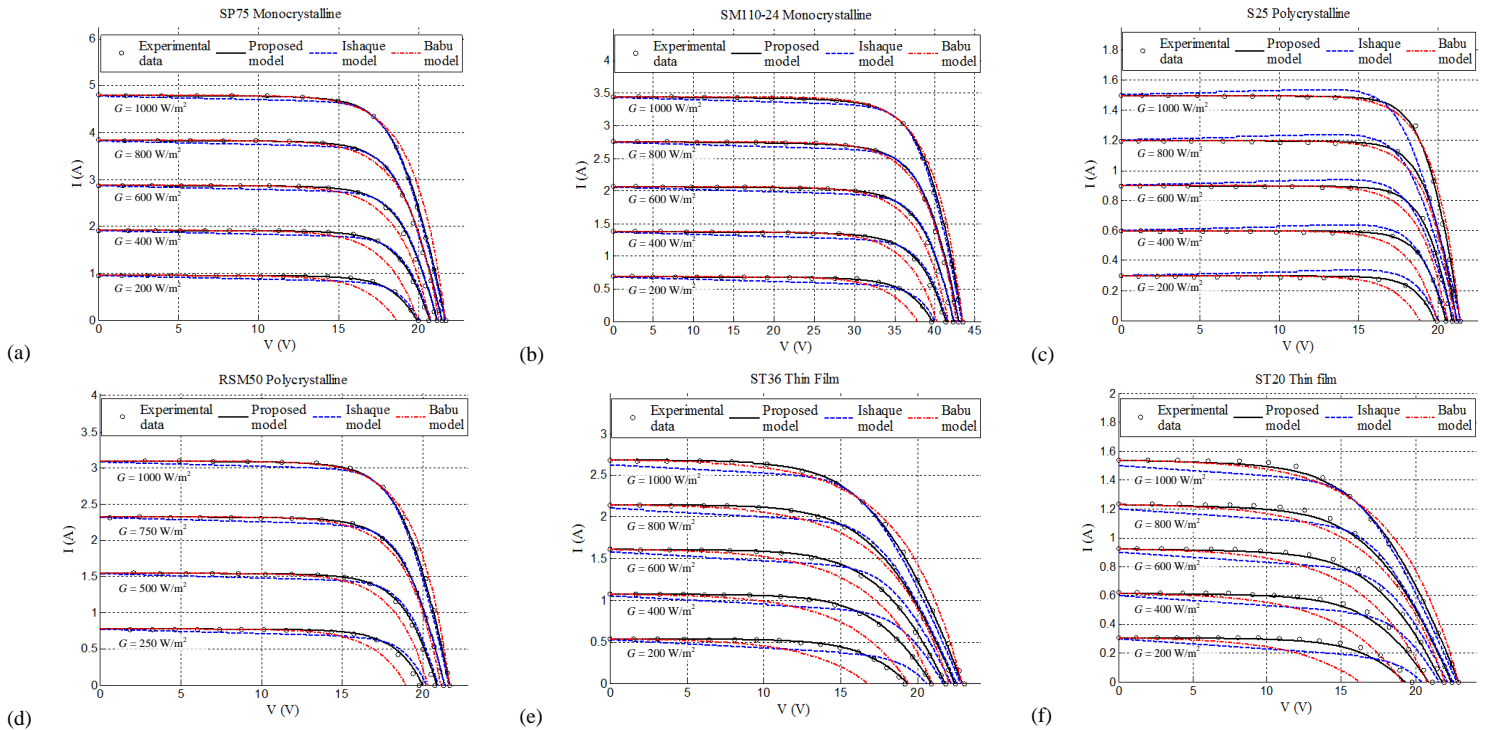 SP75 Monocrystalline
Experimental data Proposed model Ishaque model Babu model
6
5
4
3
2
1
0
I (A)
G = 1000 W/m²
G = 800 W/m²
G = 600 W/m²
G = 400 W/m²
G = 200 W/m²
0 5 10 15 20
V (V)
(a)
SM110-24 Monocrystalline
Experimental data Proposed model Ishaque model Babu model
4
3.5
3
2.5
2
1.5
1
0.5
0
I (A)
G = 1000 W/m²
G = 800 W/m²
G = 600 W/m²
G = 400 W/m²
G = 200 W/m²
0 5 10 15 20 25 30 35 40 45
V (V)
(b)
S25 Polycrystalline
Experimental data Proposed model Ishaque model Babu model
1.8
1.6
1.4
1.2
1
0.8
0.6
0.4
0.2
0
I (A)
G = 1000 W/m²
G = 800 W/m²
G = 600 W/m²
G = 400 W/m²
G = 200 W/m²
0 5 10 15 20
V (V)
(c)
RSM50 Polycrystalline
Experimental data Proposed model Ishaque model Babu model
4
3.5
3
2.5
2
1.5
1
0.5
0
I (A)
G = 1000 W/m²
G = 750 W/m²
G = 500 W/m²
G = 250 W/m²
0 5 10 15 20
V (V)
(d)
ST36 Thin Film
Experimental data Proposed model Ishaque model Babu model
3
2.5
2
1.5
1
0.5
0
I (A)
G = 1000 W/m²
G = 800 W/m²
G = 600 W/m²
G = 400 W/m²
G = 200 W/m²
0 5 10 15 20
V (V)
(e)
ST20 Thin film
Experimental data Proposed model Ishaque model Babu model
2
1.8
1.6
1.4
1.2
1
0.8
0.6
0.4
0.2
0
I (A)
G = 1000 W/m²
G = 800 W/m²
G = 600 W/m²
G = 400 W/m²
G = 200 W/m²
0 5 10 15 20
V (V)
(f)